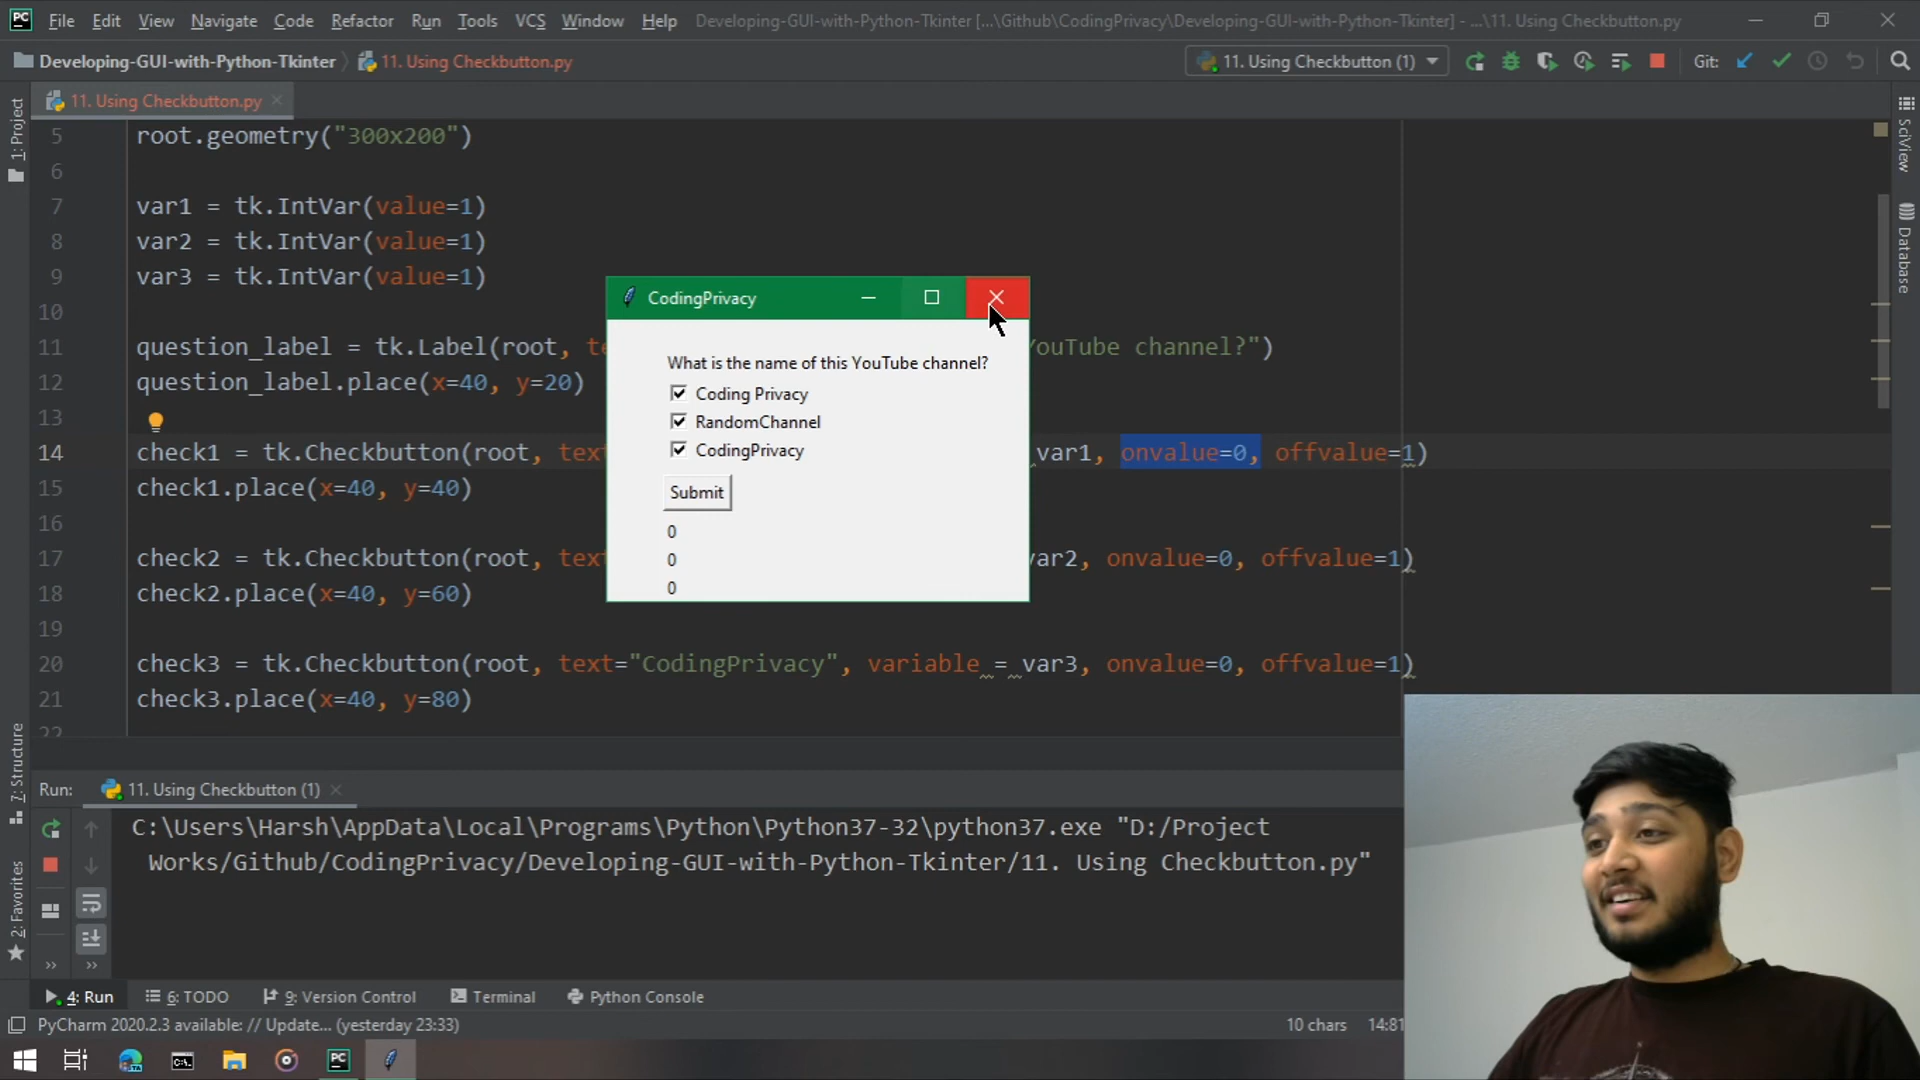 PC File Edit View Navigate Code Refactor Run Tools VCS Window Help Developing-GUI-with-Python-Tkinter [...\Github\CodingPrivacy\Developing-GUI-with-Python-Tkinter] - ...\11. Using Checkbutton.py
Developing-GUI-with-Python-Tkinter 11. Using Checkbutton.py 11. Using Checkbutton (1) Git:
11. Using Checkbutton.py
1: Project
SciView
Database
5 root.geometry("300x200")
6
7 var1 = tk.IntVar(value=1)
8 var2 = tk.IntVar(value=1)
9 var3 = tk.IntVar(value=1)
10
11 question_label = tk.Label(root, te YouTube channel?")
12 question_label.place(x=40, y=20)
13
14 check1 = tk.Checkbutton(root, text var1, onvalue=0, offvalue=1)
15 check1.place(x=40, y=40)
16
17 check2 = tk.Checkbutton(root, text var2, onvalue=0, offvalue=1)
18 check2.place(x=40, y=60)
19
20 check3 = tk.Checkbutton(root, text="CodingPrivacy", variable = var3, onvalue=0, offvalue=1)
21 check3.place(x=40, y=80)
22
CodingPrivacy
What is the name of this YouTube channel?
Coding Privacy
RandomChannel
CodingPrivacy
Submit
0
0
0
7: Structure
2: Favorites
Run: 11. Using Checkbutton (1)
C:\Users\Harsh\AppData\Local\Programs\Python\Python37-32\python37.exe "D:/Project
Works/Github/CodingPrivacy/Developing-GUI-with-Python-Tkinter/11. Using Checkbutton.py"
4: Run 6: TODO 9: Version Control Terminal Python Console
PyCharm 2020.2.3 available: // Update... (yesterday 23:33) 10 chars 14:81
PC